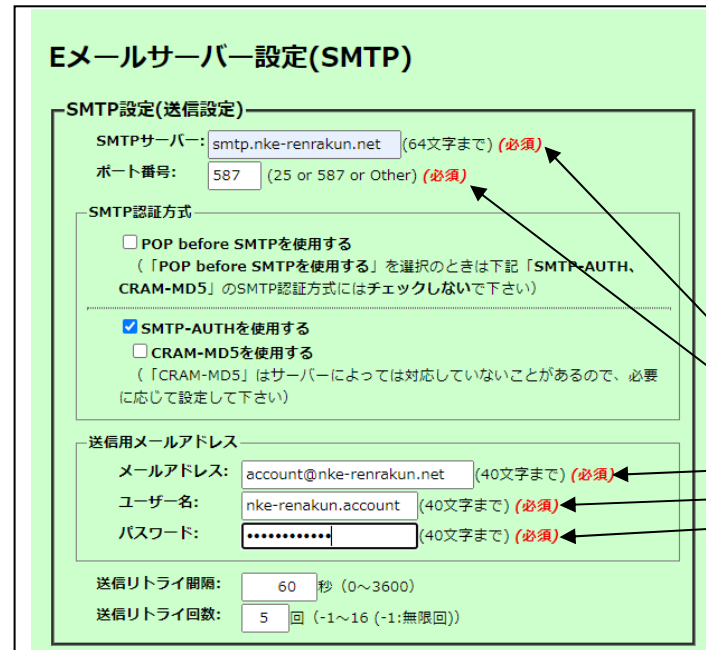 Eメールサーバー設定(SMTP)
SMTP設定(送信設定)
SMTPサーバー: smtp.nke-renrakun.net (64文字まで) (必須)
ポート番号: 587 (25 or 587 or Other) (必須)
SMTP認証方式
POP before SMTPを使用する
(「POP before SMTPを使用する」を選択のときは下記「SMTP-AUTH、
CRAM-MD5」のSMTP認証方式にはチェックしないで下さい)
SMTP-AUTHを使用する
CRAM-MD5を使用する
(「CRAM-MD5」はサーバーによっては対応していないことがあるので、必要
に応じて設定して下さい)
送信用メールアドレス
メールアドレス: account@nke-renrakun.net (40文字まで) (必須)
ユーザー名: nke-renakun.account (40文字まで) (必須)
パスワード: •••••••••••• (40文字まで) (必須)
送信リトライ間隔: 60 秒 (0~3600)
送信リトライ回数: 5 回 (-1~16 (-1:無限回))